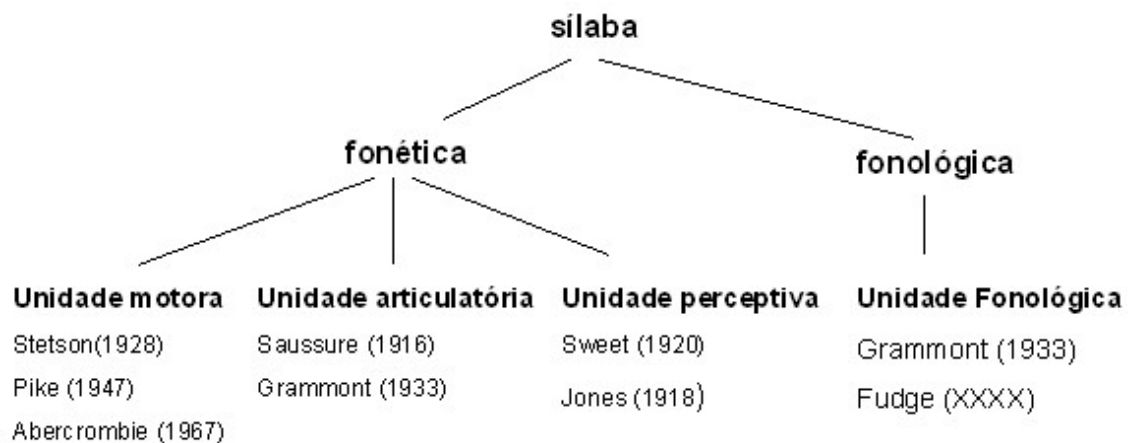 sílaba
fonética
fonológica
Unidade motora
Stetson(1928)
Pike (1947)
Abercrombie (1967)
Unidade articulatória
Saussure (1916)
Grammont (1933)
Unidade perceptiva
Sweet (1920)
Jones (1918)
Unidade Fonológica
Grammont (1933)
Fudge (XXXX)